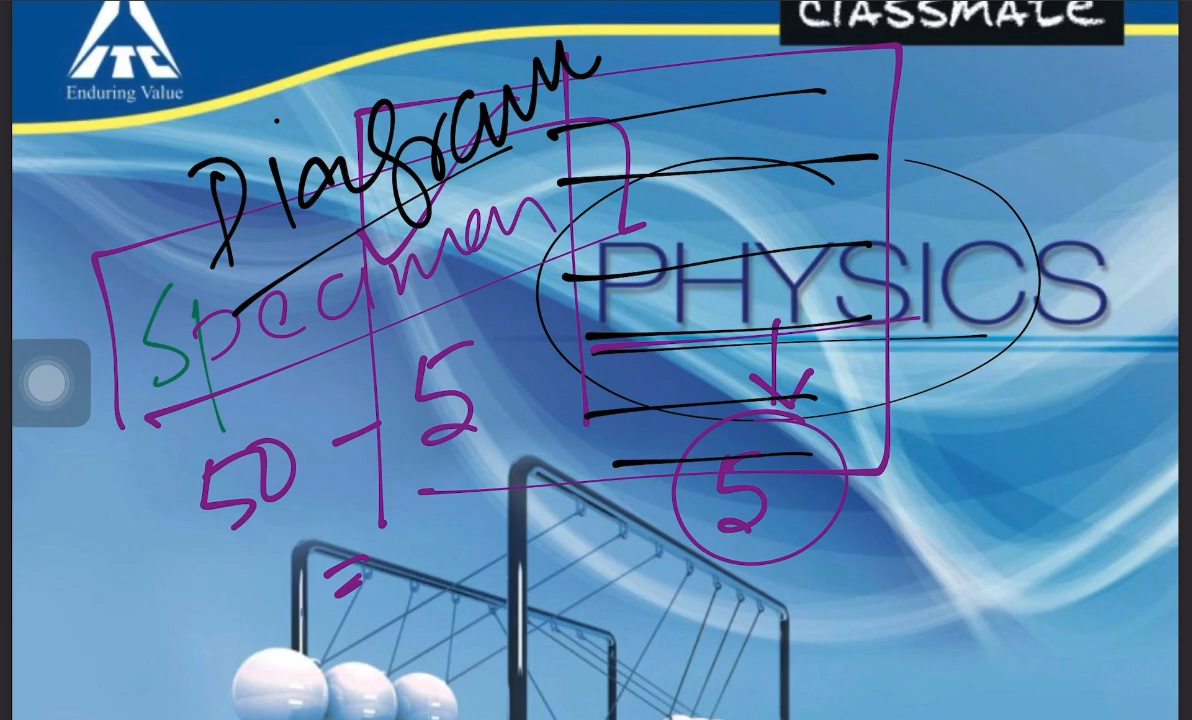 CLASSMATE
ITC
Enduring Value
Diagram
Specimen
PHYSICS
50 - 5
=
5